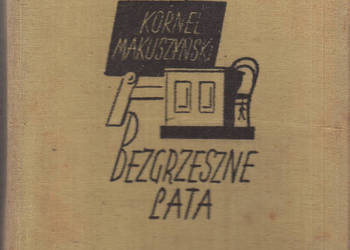 KORNEL
MAKUSZYŃSKI
BEZGRZESZNE
LATA